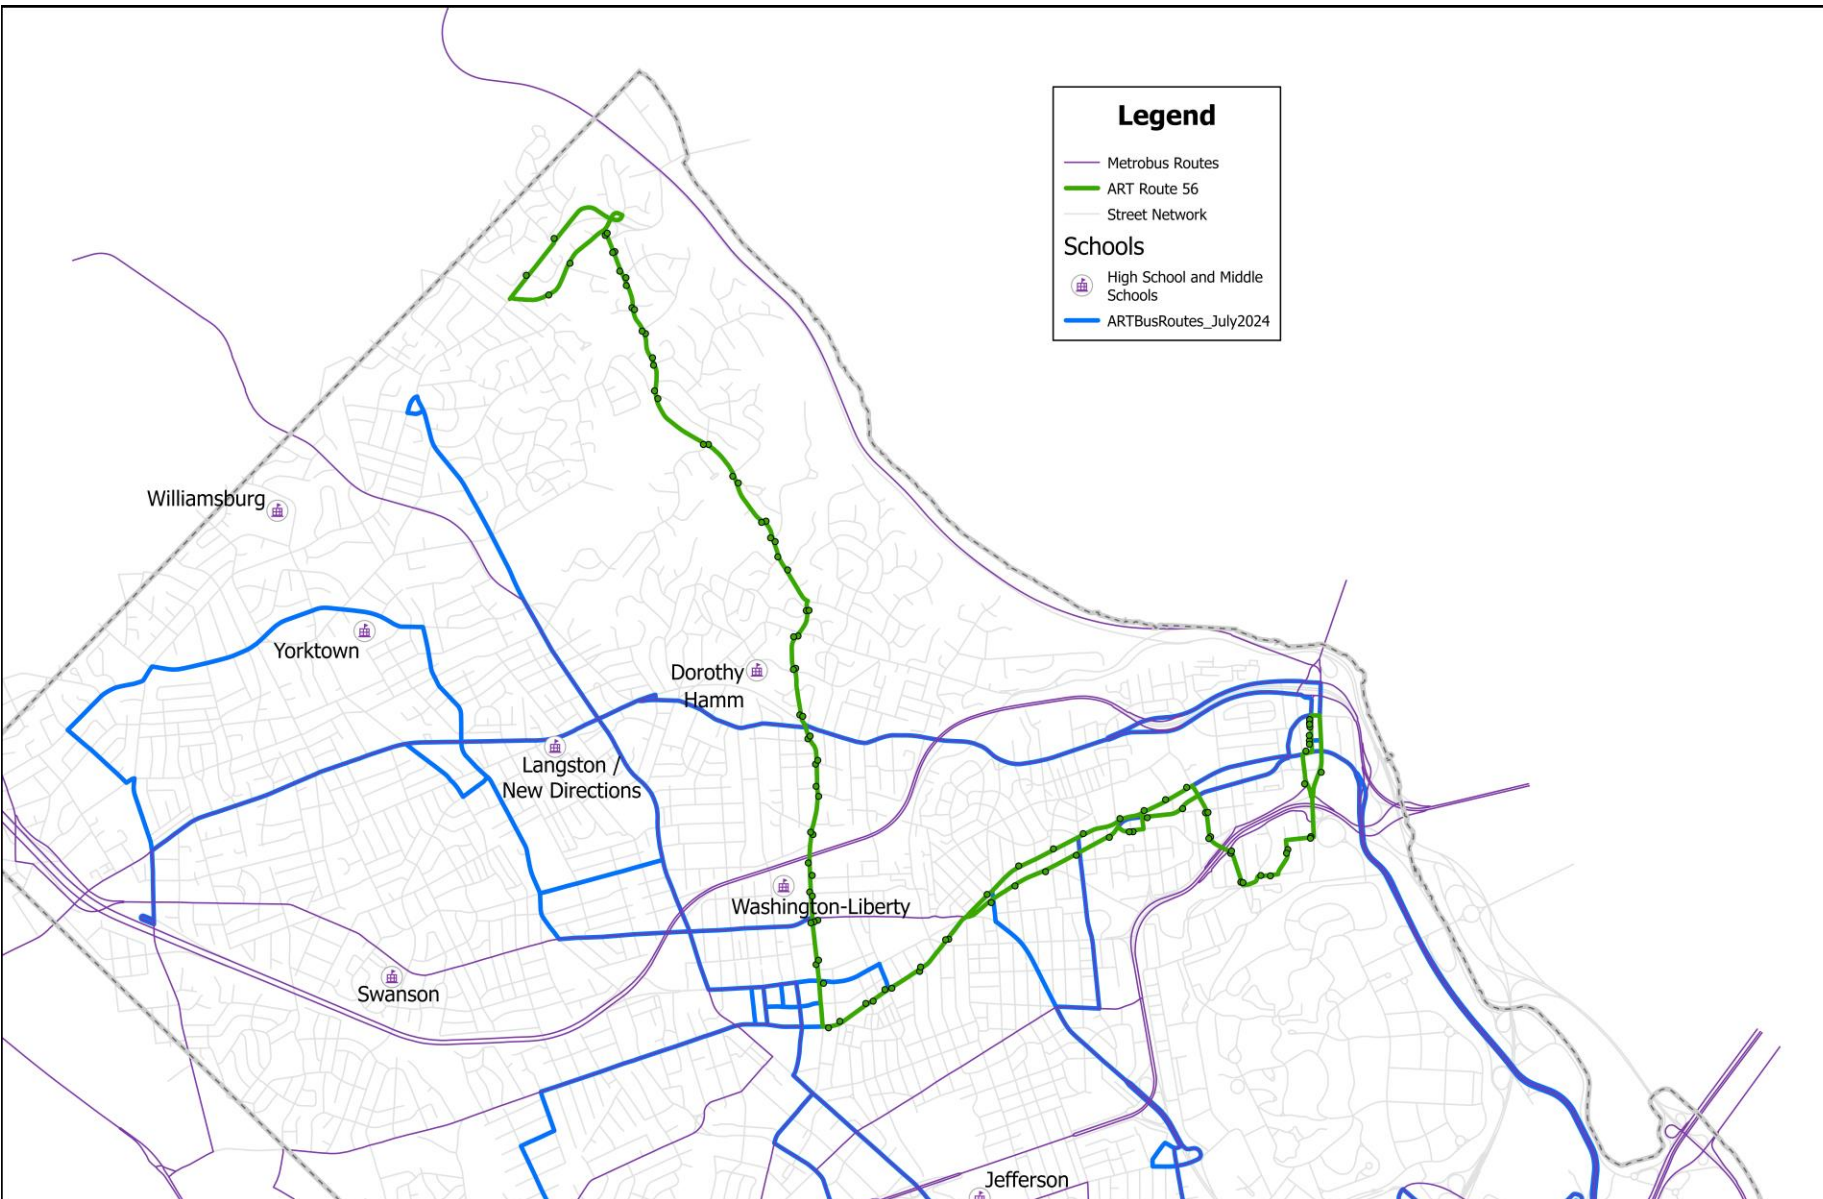 Legend
Metrobus Routes
ART Route 56
Street Network
Schools
High School and Middle
Schools
ARTBusRoutes_July2024
Williamsburg
Yorktown
Dorothy
Hamm
Langston /
New Directions
Washington-Liberty
Swanson
Jefferson